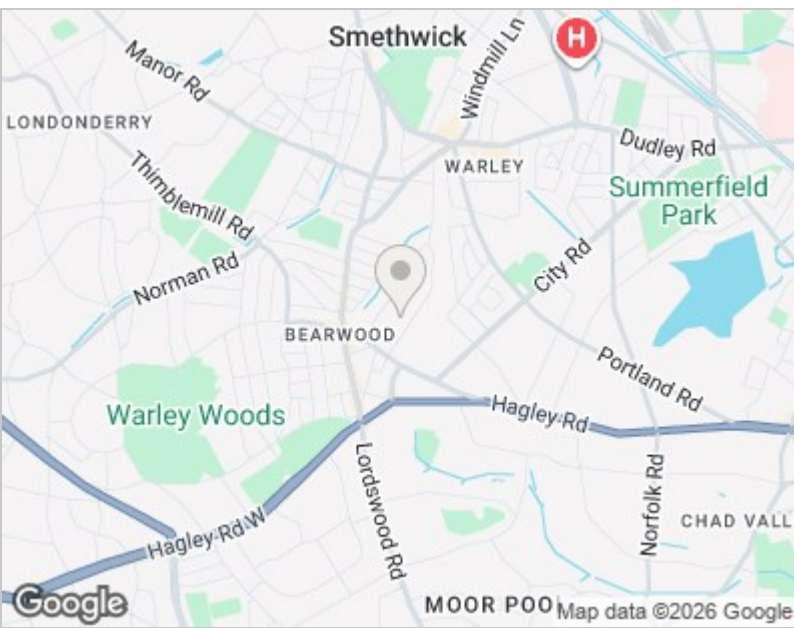 Smethwick
H
Manor Rd
Windmill Ln
LONDONDERRY
Dudley Rd
WARLEY
Thimblemill Rd
Summerfield
Park
Norman Rd
City Rd
BEARWOOD
Portland Rd
Warley Woods
Hagley Rd
Lordswood Rd
Norfolk Rd
CHAD VALL
Hagley Rd W
MOOR POO
Google
Map data ©2026 Google